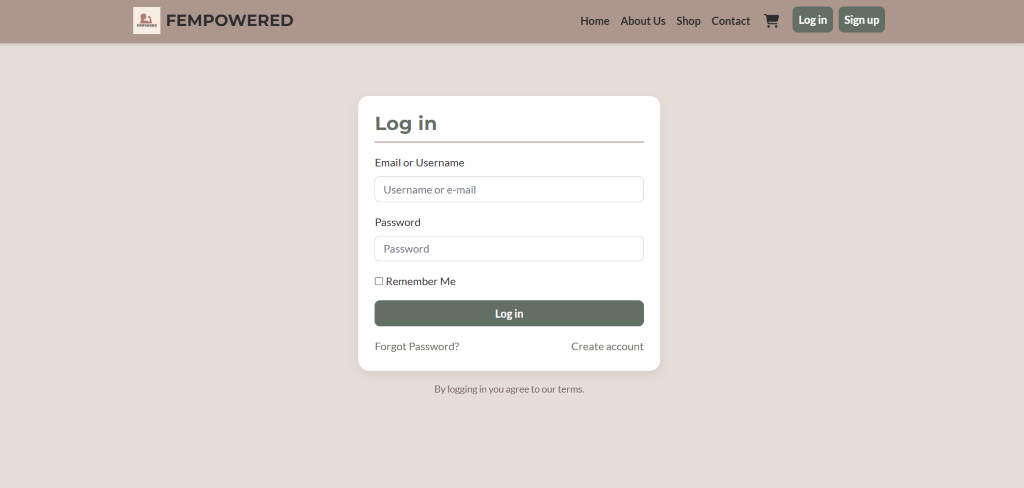 FEMPOWERED
Home About Us Shop Contact Log in Sign up
Log in
Email or Username
Username or e-mail
Password
Password
Remember Me
Log in
Forgot Password? Create account
By logging in you agree to our terms.